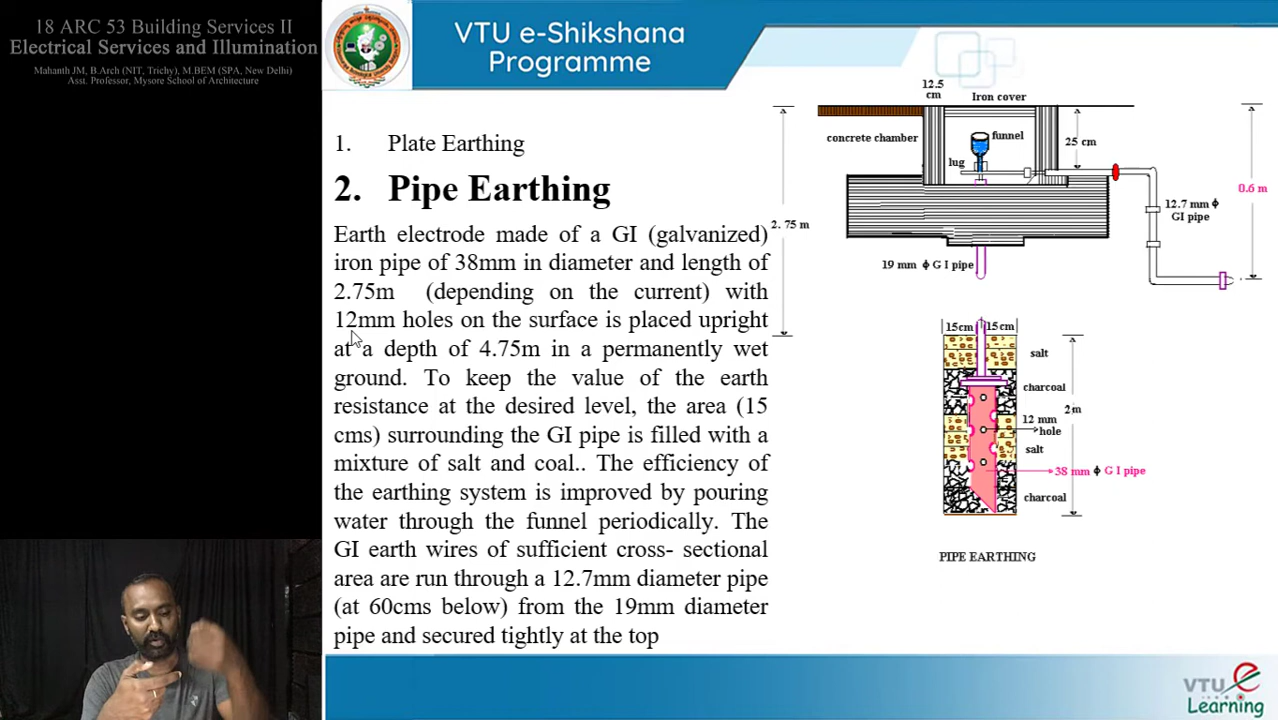 18 ARC 53 Building Services II
Electrical Services and Illumination
Mahanth JM, B.Arch (NIT, Trichy), M.BEM (SPA, New Delhi)
Asst. Professor, Mysore School of Architecture
VTU e-Shikshana
Programme
1. Plate Earthing
2. Pipe Earthing
Earth electrode made of a GI (galvanized)
iron pipe of 38mm in diameter and length of
2.75m (depending on the current) with
12mm holes on the surface is placed upright
at a depth of 4.75m in a permanently wet
ground. To keep the value of the earth
resistance at the desired level, the area (15
cms) surrounding the GI pipe is filled with a
mixture of salt and coal.. The efficiency of
the earthing system is improved by pouring
water through the funnel periodically. The
GI earth wires of sufficient cross- sectional
area are run through a 12.7mm diameter pipe
(at 60cms below) from the 19mm diameter
pipe and secured tightly at the top
12.5
cm
Iron cover
concrete chamber
funnel
lug
25 cm
0.6 m
12.7 mm ϕ
GI pipe
2. 75 m
19 mm ϕ G I pipe
15cm
15cm
salt
charcoal
2m
12 mm
hole
salt
38 mm ϕ G I pipe
charcoal
PIPE EARTHING
VTU e
Learning